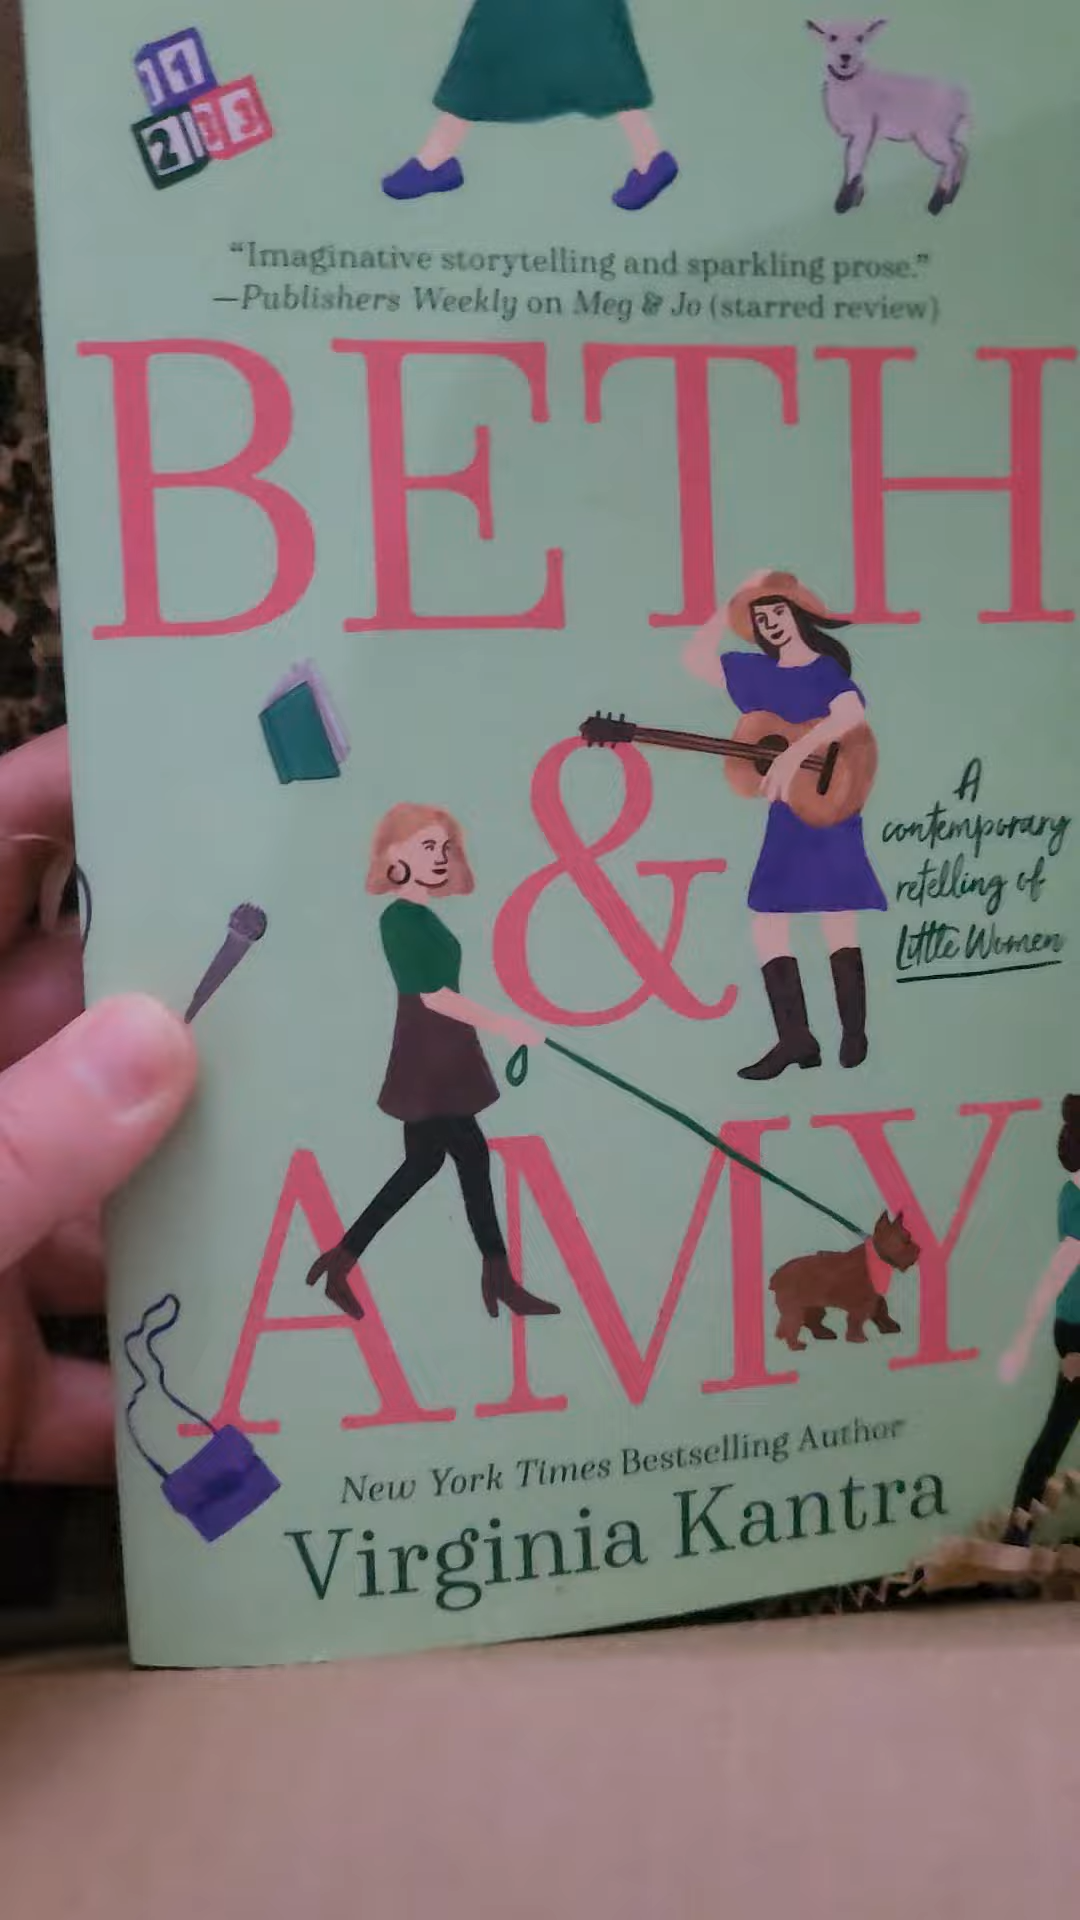 “Imaginative storytelling and sparkling prose.”
—Publishers Weekly on Meg & Jo (starred review)
BETH
&
A
contemporary
retelling of
Little Women
AMY
New York Times Bestselling Author
Virginia Kantra